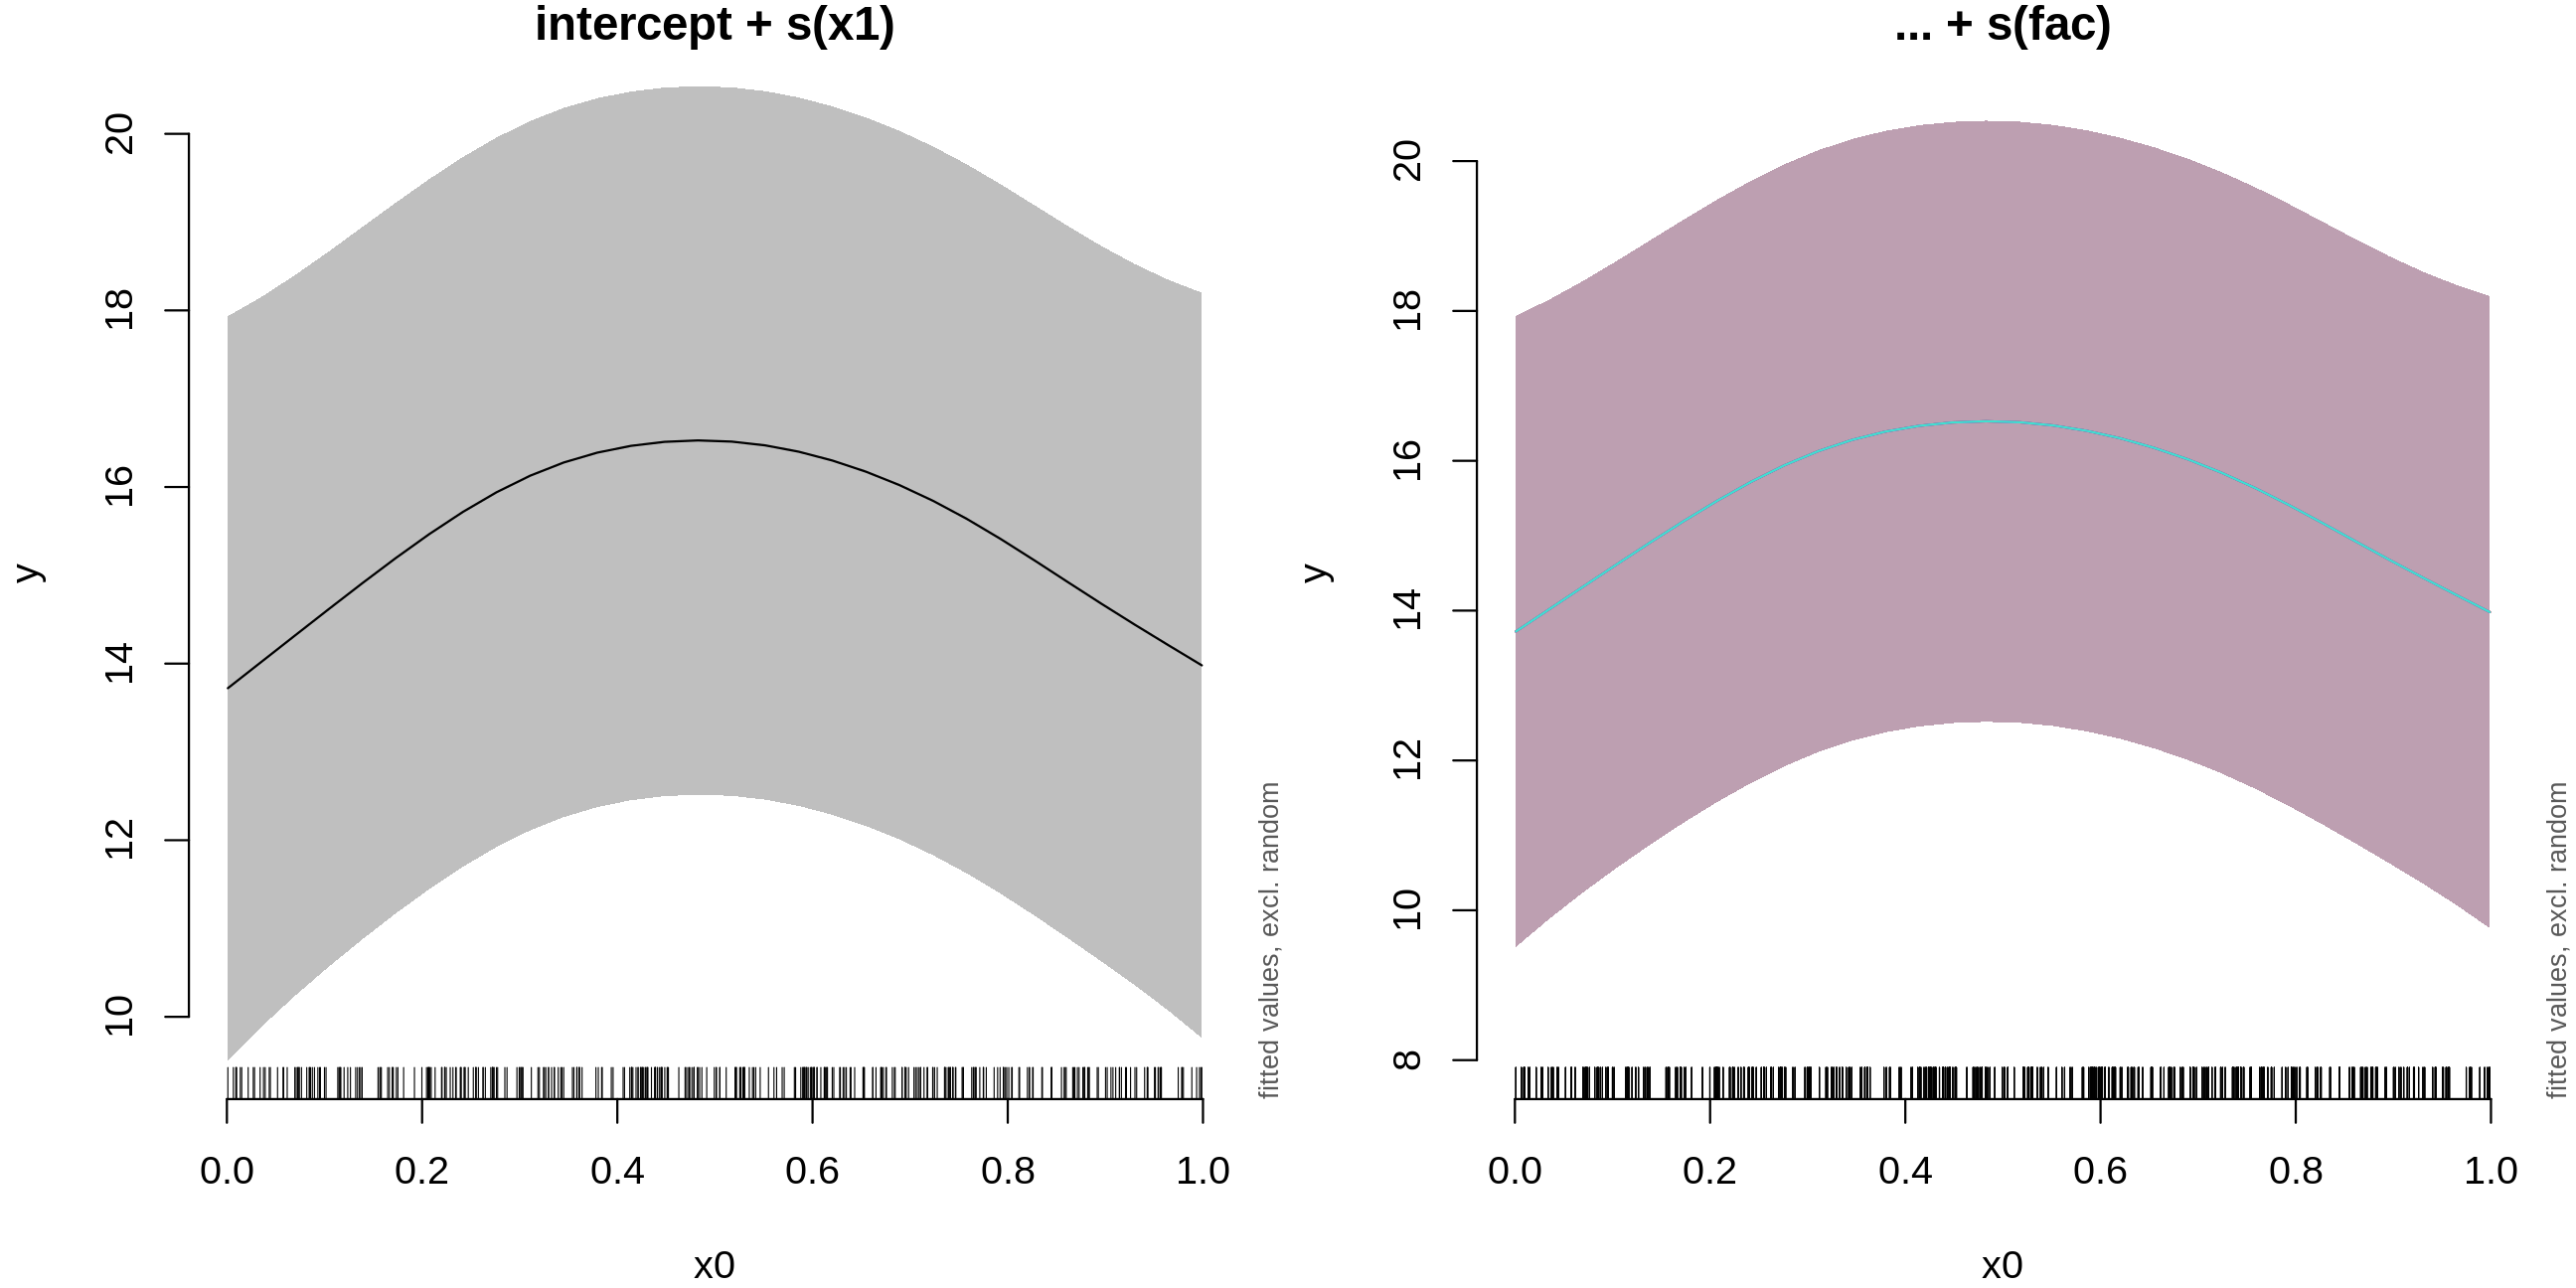 intercept + s(x1)
20
18
16
14
12
10
y
fitted values, excl. random
0.0 0.2 0.4 0.6 0.8 1.0
x0
... + s(fac)
20
18
16
14
12
10
8
y
fitted values, excl. random
0.0 0.2 0.4 0.6 0.8 1.0
x0